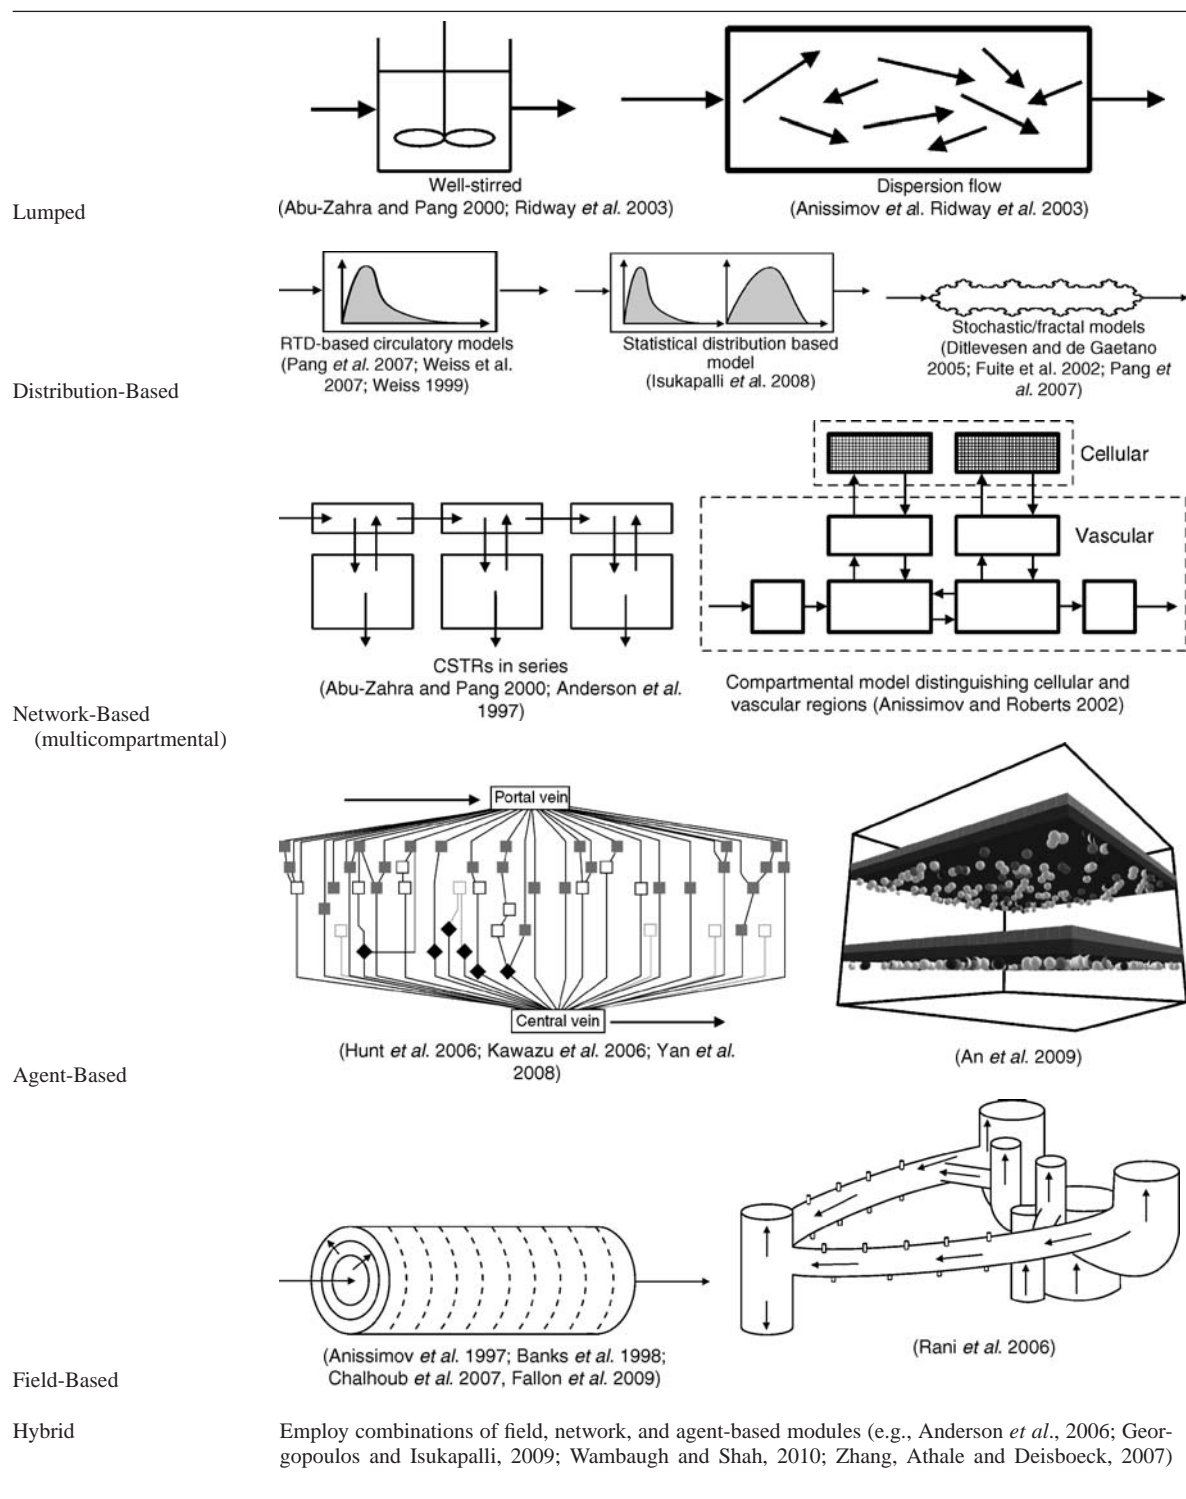 Well-stirred
(Abu-Zahra and Pang 2000; Ridway et al. 2003)
Dispersion flow
(Anissimov et al. Ridway et al. 2003)
Lumped
RTD-based circulatory models
(Pang et al. 2007; Weiss et al.
2007; Weiss 1999)
Statistical distribution based
model
(Isukapalli et al. 2008)
Stochastic/fractal models
(Ditlevesen and de Gaetano
2005; Fuite et al. 2002; Pang et
al. 2007)
Distribution-Based
Cellular
Vascular
CSTRs in series
(Abu-Zahra and Pang 2000; Anderson et al.
1997)
Compartmental model distinguishing cellular and
vascular regions (Anissimov and Roberts 2002)
Network-Based
(multicompartmental)
Portal vein
Central vein
(Hunt et al. 2006; Kawazu et al. 2006; Yan et al.
2008)
(An et al. 2009)
Agent-Based
(Anissimov et al. 1997; Banks et al. 1998;
Chalhoub et al. 2007, Fallon et al. 2009)
(Rani et al. 2006)
Field-Based
Hybrid
Employ combinations of field, network, and agent-based modules (e.g., Anderson et al., 2006; Geor-
gopoulos and Isukapalli, 2009; Wambaugh and Shah, 2010; Zhang, Athale and Deisboeck, 2007)